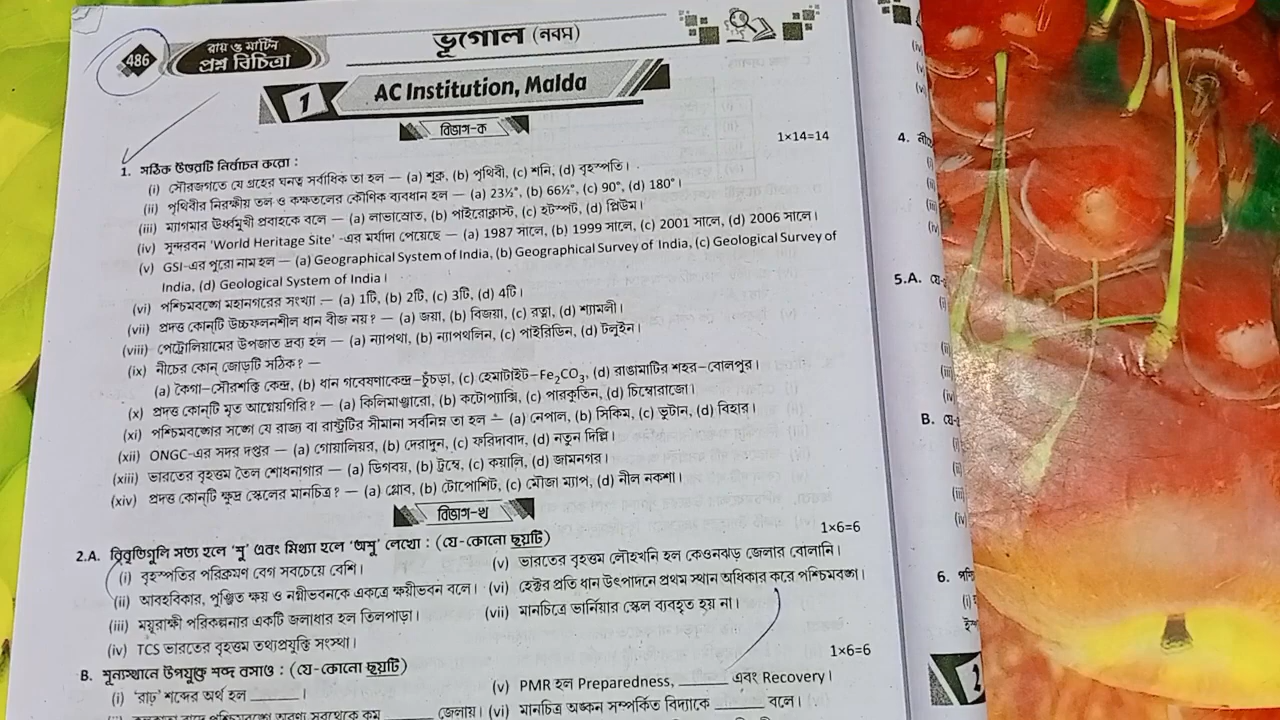 486
রায় ও মার্টিন
প্রশ্ন বিচিত্রা
ভূগোল (নবম)
1
AC Institution, Malda
বিভাগ-ক
1. সঠিক উত্তরটি নির্বাচন করো :
1×14=14
(i) সৌরজগতে যে গ্রহের ঘনত্ব সর্বাধিক তা হল — (a) শুক্র, (b) পৃথিবী, (c) শনি, (d) বৃহস্পতি।
(ii) পৃথিবীর নিরক্ষীয় তল ও কক্ষতলের কৌণিক ব্যবধান হল — (a) 23½°, (b) 66½°, (c) 90°, (d) 180°।
(iii) ম্যাগমার ঊর্ধ্বমুখী প্রবাহকে বলে — (a) লাভাস্রোত, (b) পাইরোক্লাস্ট, (c) হটস্পট, (d) প্লিউম।
(iv) সুন্দরবন 'World Heritage Site' -এর মর্যাদা পেয়েছে — (a) 1987 সালে, (b) 1999 সালে, (c) 2001 সালে, (d) 2006 সালে।
(v) GSI-এর পুরো নাম হল — (a) Geographical System of India, (b) Geographical Survey of India, (c) Geological Survey of
India, (d) Geological System of India।
(vi) পশ্চিমবঙ্গে মহানগরের সংখ্যা — (a) 1টি, (b) 2টি, (c) 3টি, (d) 4টি।
(vii) প্রদত্ত কোন্‌টি উচ্চফলনশীল ধান বীজ নয়? — (a) জয়া, (b) বিজয়া, (c) রত্না, (d) শ্যামলী।
(viii) পেট্রোলিয়ামের উপজাত দ্রব্য হল — (a) ন্যাপথা, (b) ন্যাপথলিন, (c) পাইরিডিন, (d) টলুইন।
(ix) নীচের কোন্ জোড়টি সঠিক? —
(a) কৈগা–সৌরশক্তি কেন্দ্র, (b) ধান গবেষণাকেন্দ্র–চুঁচড়া, (c) হেমাটাইট–Fe₂CO₃, (d) রাঙামাটির শহর–বোলপুর।
(x) প্রদত্ত কোন্‌টি মৃত আগ্নেয়গিরি? — (a) কিলিমাঞ্জারো, (b) কটোপ্যাক্সি, (c) পারকুতিন, (d) চিম্বোরাজো।
(xi) পশ্চিমবঙ্গের সঙ্গে যে রাজ্য বা রাষ্ট্রটির সীমানা সর্বনিম্ন তা হল — (a) নেপাল, (b) সিকিম, (c) ভুটান, (d) বিহার।
(xii) ONGC-এর সদর দপ্তর — (a) গোয়ালিয়র, (b) দেরাদুন, (c) ফরিদাবাদ, (d) নতুন দিল্লি।
(xiii) ভারতের বৃহত্তম তৈল শোধনাগার — (a) ডিগবয়, (b) ট্রম্বে, (c) কয়ালি, (d) জামনগর।
(xiv) প্রদত্ত কোন্‌টি ক্ষুদ্র স্কেলের মানচিত্র? — (a) গ্লোব, (b) টোপোশিট, (c) মৌজা ম্যাপ, (d) নীল নকশা।
বিভাগ-খ
2.A. বিবৃতিগুলি সত্য হলে 'শু' এবং মিথ্যা হলে 'অশু' লেখো : (যে-কোনো ছয়টি)
1×6=6
(i) বৃহস্পতির পরিক্রমণ বেগ সবচেয়ে বেশি।
(v) ভারতের বৃহত্তম লৌহখনি হল কেওনঝড় জেলার বোলানি।
(ii) আবহবিকার, পুঞ্জিত ক্ষয় ও নগ্নীভবনকে একত্রে ক্ষয়ীভবন বলে।
(vi) হেক্টর প্রতি ধান উৎপাদনে প্রথম স্থান অধিকার করে পশ্চিমবঙ্গ।
(iii) ময়ূরাক্ষী পরিকল্পনার একটি জলাধার হল তিলপাড়া।
(vii) মানচিত্রে ভার্নিয়ার স্কেল ব্যবহৃত হয় না।
(iv) TCS ভারতের বৃহত্তম তথ্যপ্রযুক্তি সংস্থা।
B. শূন্যস্থানে উপযুক্ত শব্দ বসাও : (যে-কোনো ছয়টি)
1×6=6
(i) 'রাঢ়' শব্দের অর্থ হল ______ ।
(v) PMR হল Preparedness, ______ এবং Recovery।
______ জেলায়।
(vi) মানচিত্র অঙ্কন সম্পর্কিত বিদ্যাকে ______ বলে।
4.
5.A.
B.
6.